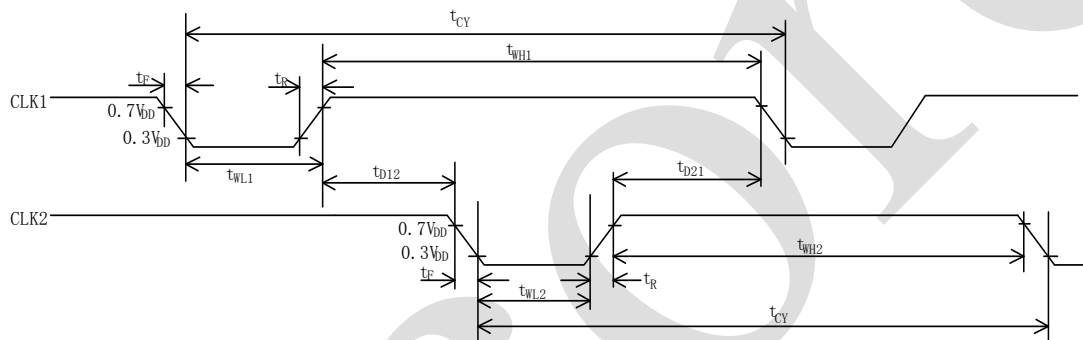 tCY
tWH1
tF
tR
CLK1
0.7VDD
0.3VDD
tWL1
tD12
tD21
CLK2
0.7VDD
0.3VDD
tWH2
tF
tR
tWL2
tCY